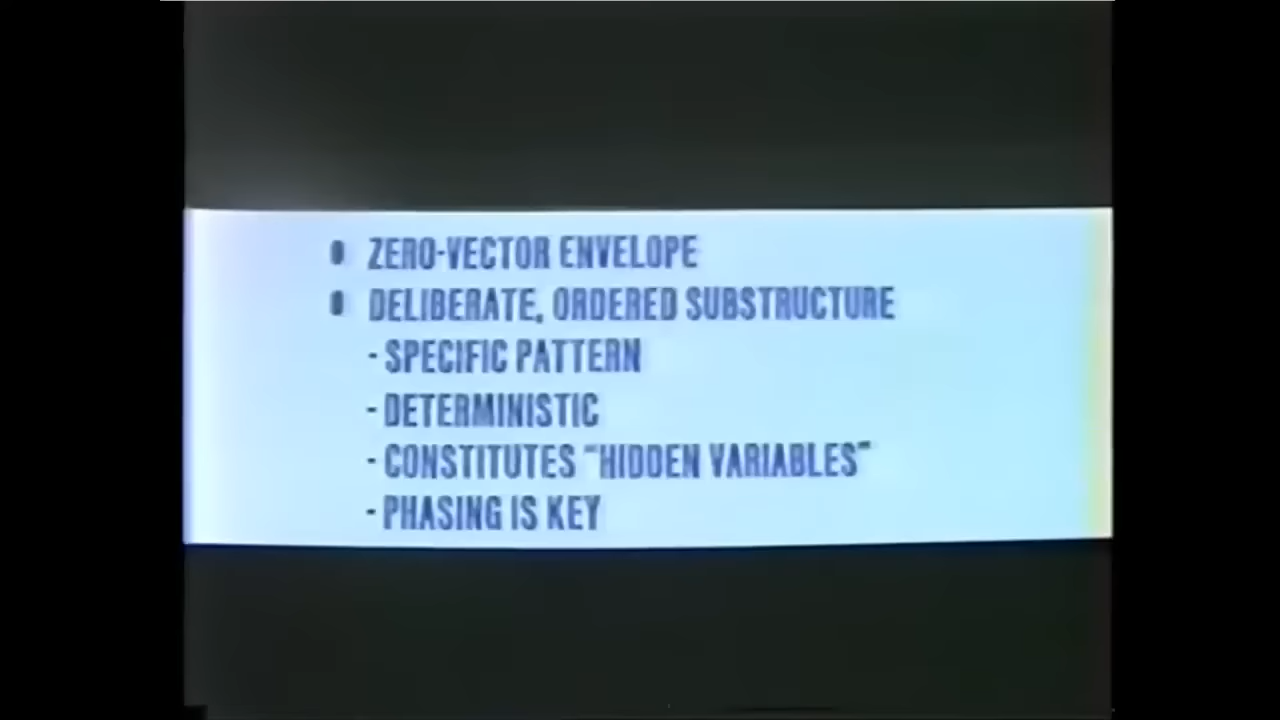 • ZERO-VECTOR ENVELOPE
• DELIBERATE, ORDERED SUBSTRUCTURE
- SPECIFIC PATTERN
- DETERMINISTIC
- CONSTITUTES "HIDDEN VARIABLES"
- PHASING IS KEY